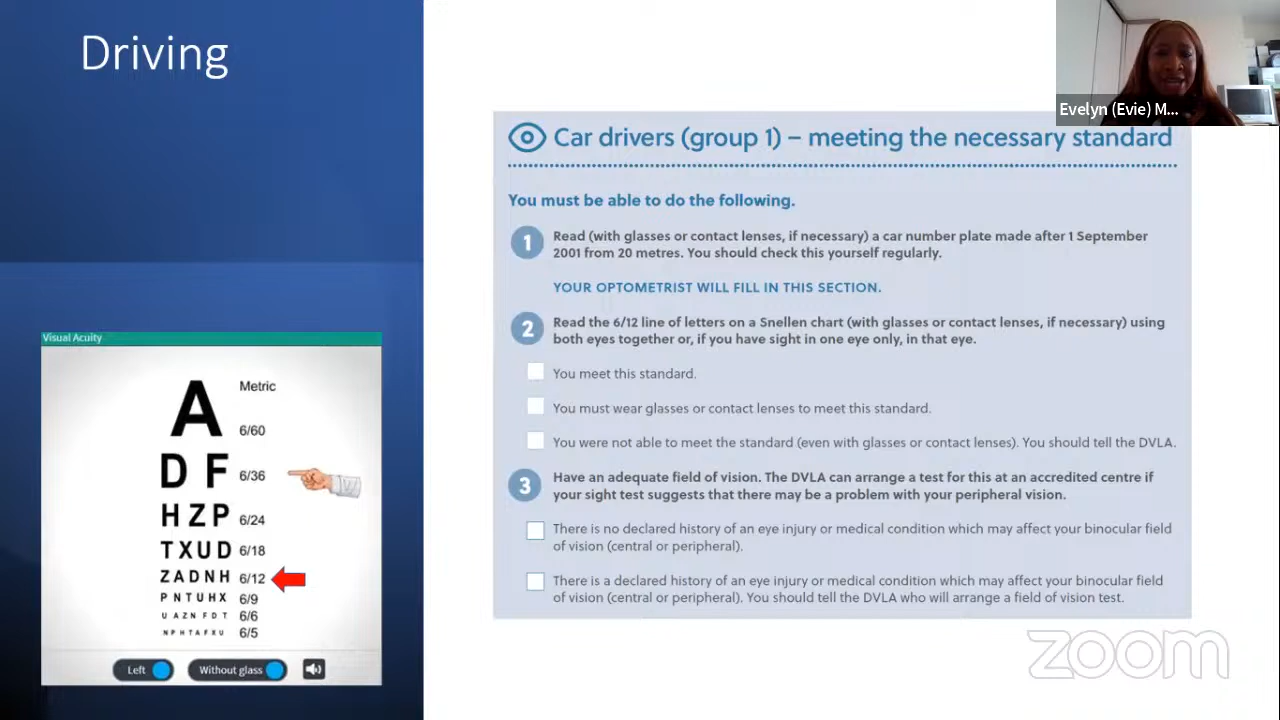 Driving
Evelyn (Evie) M...
Car drivers (group 1) – meeting the necessary standard
You must be able to do the following.
1 Read (with glasses or contact lenses, if necessary) a car number plate made after 1 September
2001 from 20 metres. You should check this yourself regularly.
YOUR OPTOMETRIST WILL FILL IN THIS SECTION.
2 Read the 6/12 line of letters on a Snellen chart (with glasses or contact lenses, if necessary) using
both eyes together or, if you have sight in one eye only, in that eye.
You meet this standard.
You must wear glasses or contact lenses to meet this standard.
You were not able to meet the standard (even with glasses or contact lenses). You should tell the DVLA.
3 Have an adequate field of vision. The DVLA can arrange a test for this at an accredited centre if
your sight test suggests that there may be a problem with your peripheral vision.
There is no declared history of an eye injury or medical condition which may affect your binocular field
of vision (central or peripheral).
There is a declared history of an eye injury or medical condition which may affect your binocular field
of vision (central or peripheral). You should tell the DVLA who will arrange a field of vision test.
Visual Acuity
Metric
A 6/60
D F 6/36
H Z P 6/24
T X U D 6/18
Z A D N H 6/12
P N T U H X 6/9
U A Z N F D T 6/6
N P H T A F X U 6/5
Left
Without glass
zoom